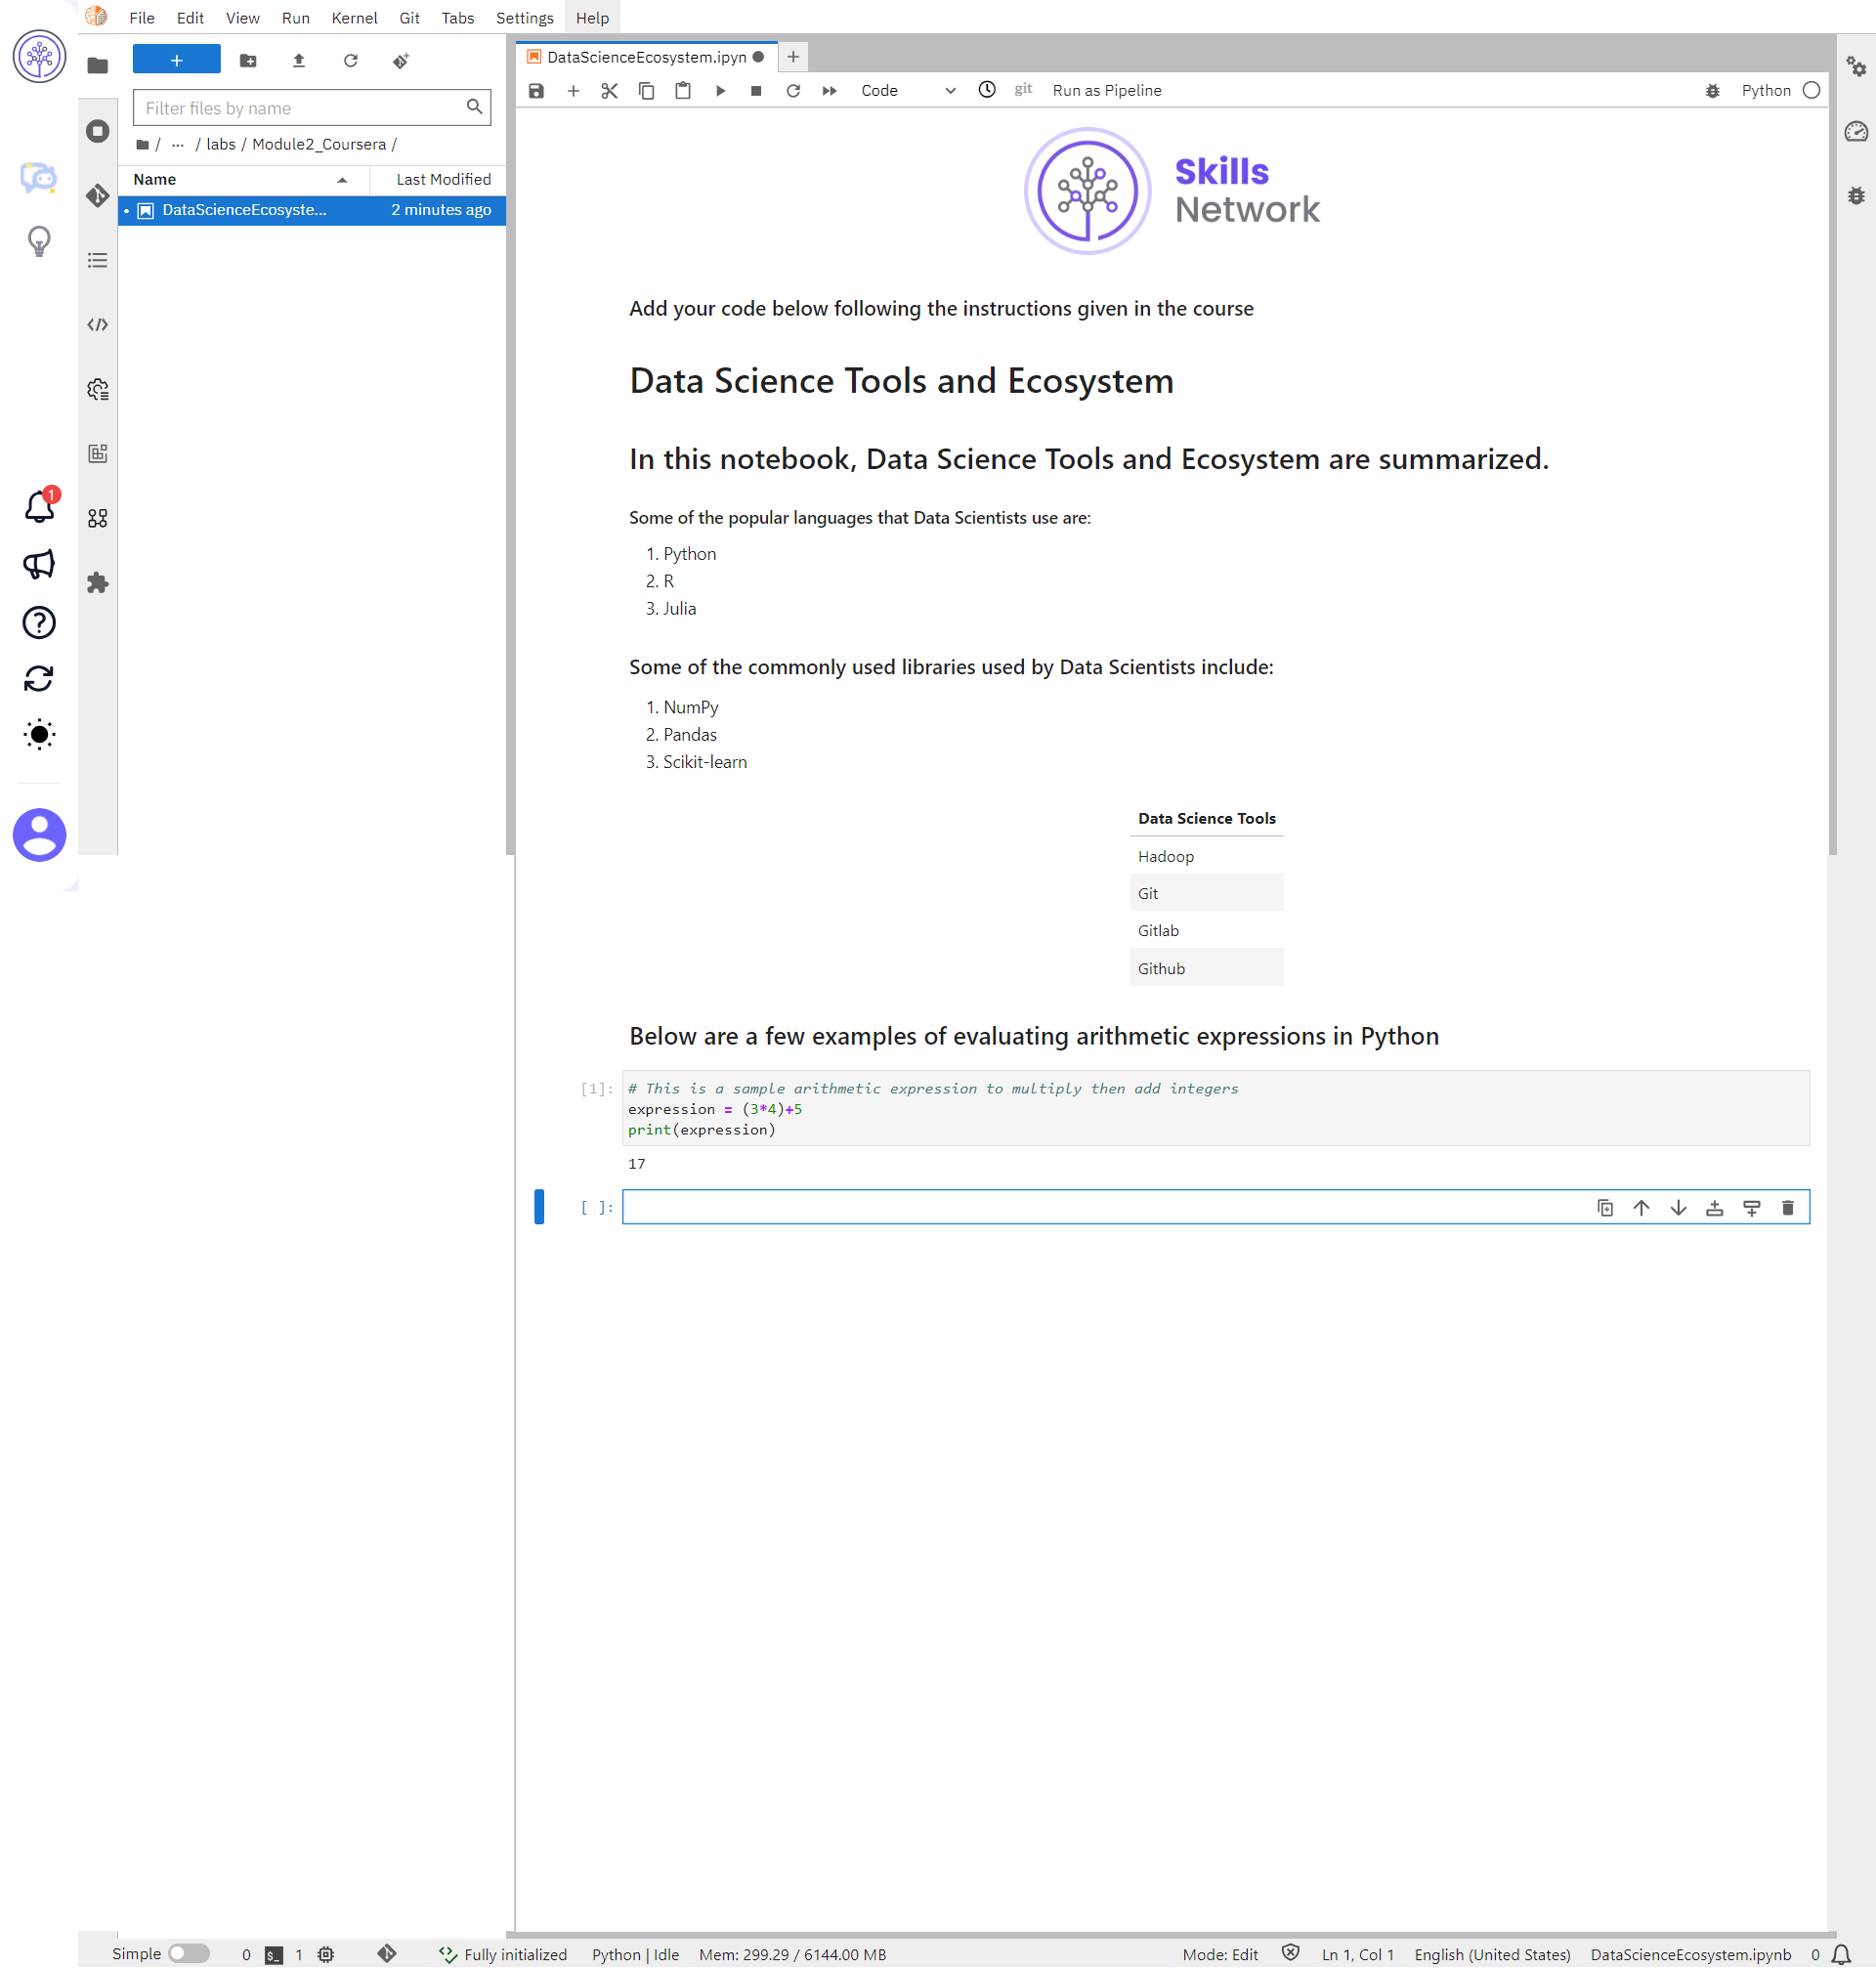 File Edit View Run Kernel Git Tabs Settings Help
DataScienceEcosystem.ipyn
Filter files by name
/ ... / labs / Module2_Coursera /
Name Last Modified
DataScienceEcosyste... 2 minutes ago
1
Code git Run as Pipeline Python
Skills
Network
Add your code below following the instructions given in the course
Data Science Tools and Ecosystem
In this notebook, Data Science Tools and Ecosystem are summarized.
Some of the popular languages that Data Scientists use are:
1. Python
2. R
3. Julia
Some of the commonly used libraries used by Data Scientists include:
1. NumPy
2. Pandas
3. Scikit-learn
Data Science Tools
Hadoop
Git
Gitlab
Github
Below are a few examples of evaluating arithmetic expressions in Python
[1]: # This is a sample arithmetic expression to multiply then add integers
expression = (3*4)+5
print(expression)
17
[ ]:
Simple 0 $_ 1 Fully initialized Python | Idle Mem: 299.29 / 6144.00 MB Mode: Edit Ln 1, Col 1 English (United States) DataScienceEcosystem.ipynb 0